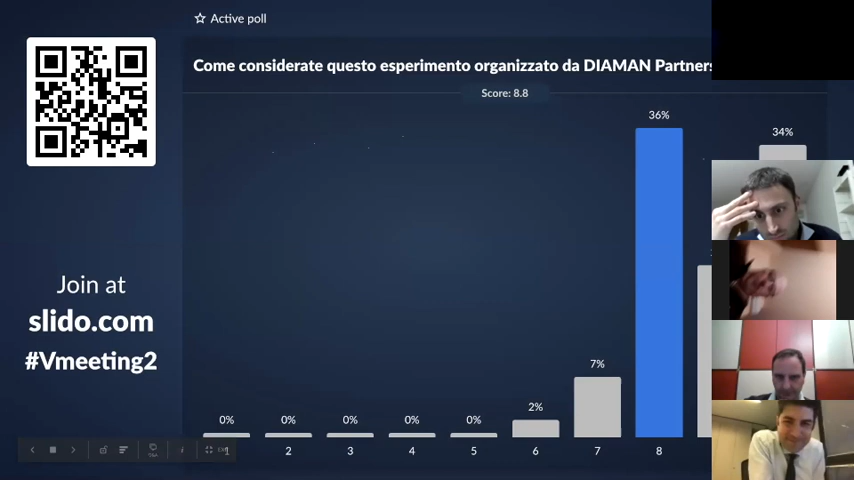 Active poll
Come considerate questo esperimento organizzato da DIAMAN Partners
Score: 8.8
36%
34%
7%
2%
0%
0%
0%
0%
0%
1
2
3
4
5
6
7
8
Join at
slido.com
#Vmeeting2